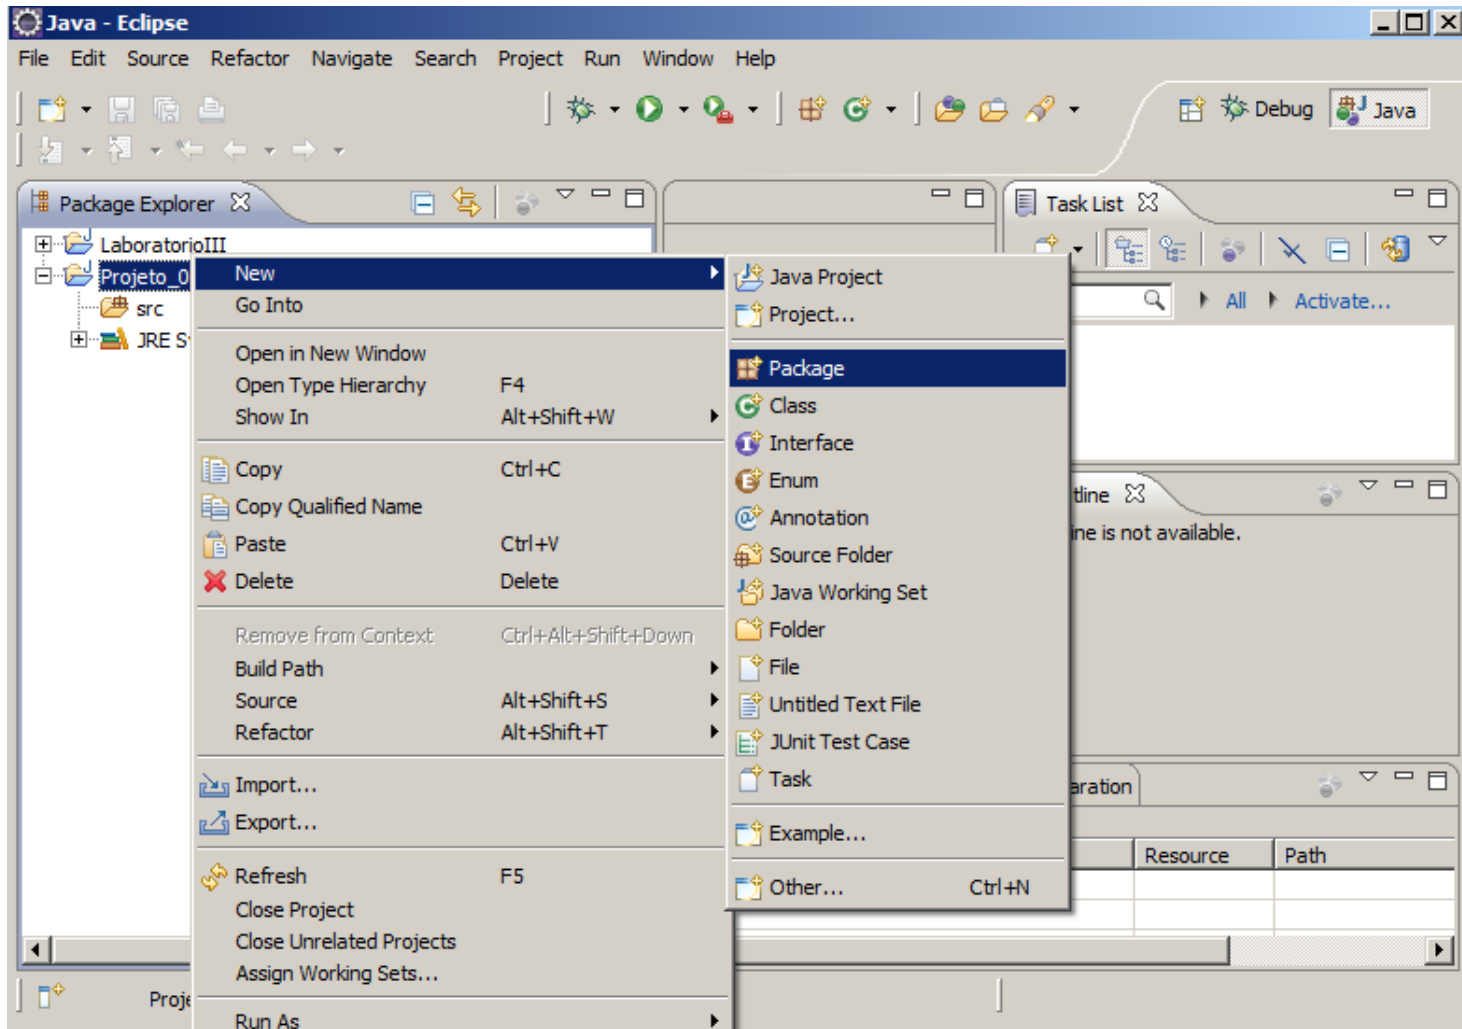 Java - Eclipse
File Edit Source Refactor Navigate Search Project Run Window Help
Debug Java
Package Explorer
Task List
LaboratorioIII
Projeto_0
src
JRE S
New
Go Into
Open in New Window
Open Type Hierarchy F4
Show In Alt+Shift+W
Copy Ctrl+C
Copy Qualified Name
Paste Ctrl+V
Delete Delete
Remove from Context Ctrl+Alt+Shift+Down
Build Path
Source Alt+Shift+S
Refactor Alt+Shift+T
Import...
Export...
Refresh F5
Close Project
Close Unrelated Projects
Assign Working Sets...
Run As
Java Project
Project...
Package
Class
Interface
Enum
Annotation
Source Folder
Java Working Set
Folder
File
Untitled Text File
JUnit Test Case
Task
Example...
Other... Ctrl+N
All Activate...
tline
ine is not available.
aration
Resource Path
Proje